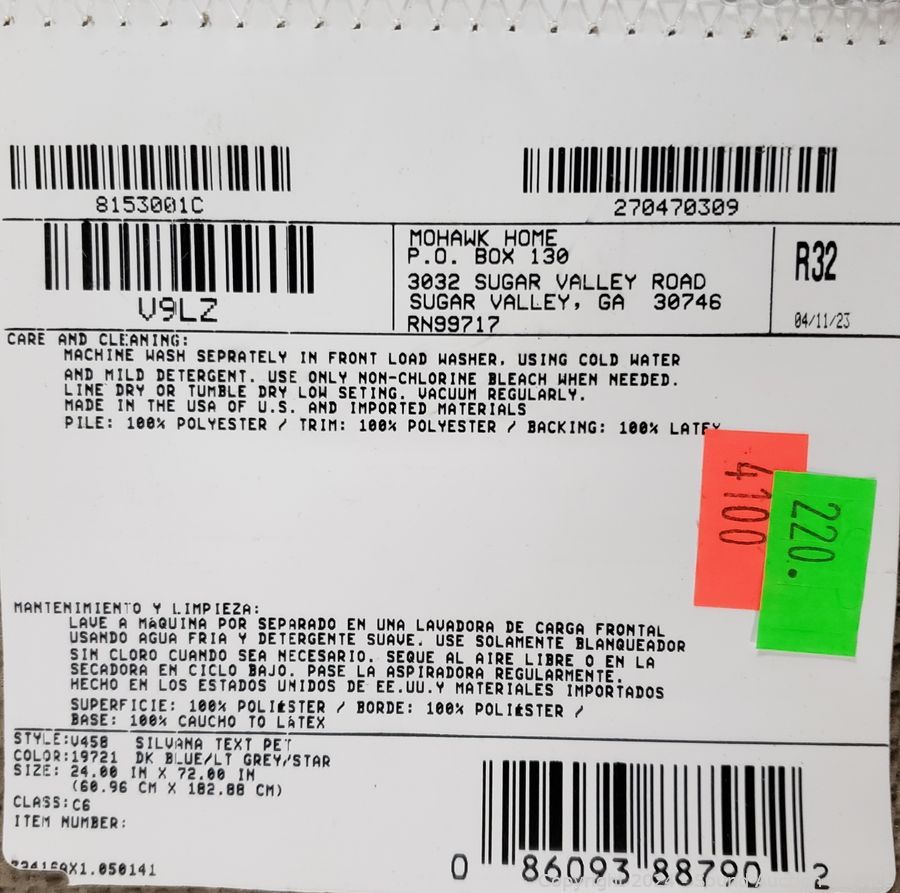 8153001C
270470309
V9LZ
MOHAWK HOME
P.O. BOX 130
3032 SUGAR VALLEY ROAD
SUGAR VALLEY, GA 30746
RN99717
R32
04/11/23
CARE AND CLEANING:
MACHINE WASH SEPRATELY IN FRONT LOAD WASHER. USING COLD WATER
AND MILD DETERGENT. USE ONLY NON-CHLORINE BLEACH WHEN NEEDED.
LINE DRY OR TUMBLE DRY LOW SETING. VACUUM REGULARLY.
MADE IN THE USA OF U.S. AND IMPORTED MATERIALS
PILE: 100% POLYESTER / TRIM: 100% POLYESTER / BACKING: 100% LATEX
4100
220.
MANTENIMIENTO Y LIMPIEZA:
LAVE A MáQUINA POR SEPARADO EN UNA LAVADORA DE CARGA FRONTAL
USANDO AGUA FRIA Y DETERGENTE SUAVE. USE SOLAMENTE BLANQUEADOR
SIN CLORO CUANDO SEA NECESARIO. SEQUE AL AIRE LIBRE O EN LA
SECADORA EN CICLO BAJO. PASE LA ASPIRADORA REGULARMENTE.
HECHO EN LOS ESTADOS UNIDOS DE EE.UU.Y MATERIALES IMPORTADOS
SUPERFICIE: 100% POLIéSTER / BORDE: 100% POLIéSTER /
BASE: 100% CAUCHO TO LáTEX
STYLE:V458 SILVANA TEXT PET
COLOR:19721 DK BLUE/LT GREY/STAR
SIZE: 24.00 IN X 72.00 IN
(60.96 CM X 182.88 CM)
CLASS:C6
ITEM NUMBER:
0 86093 88790 2